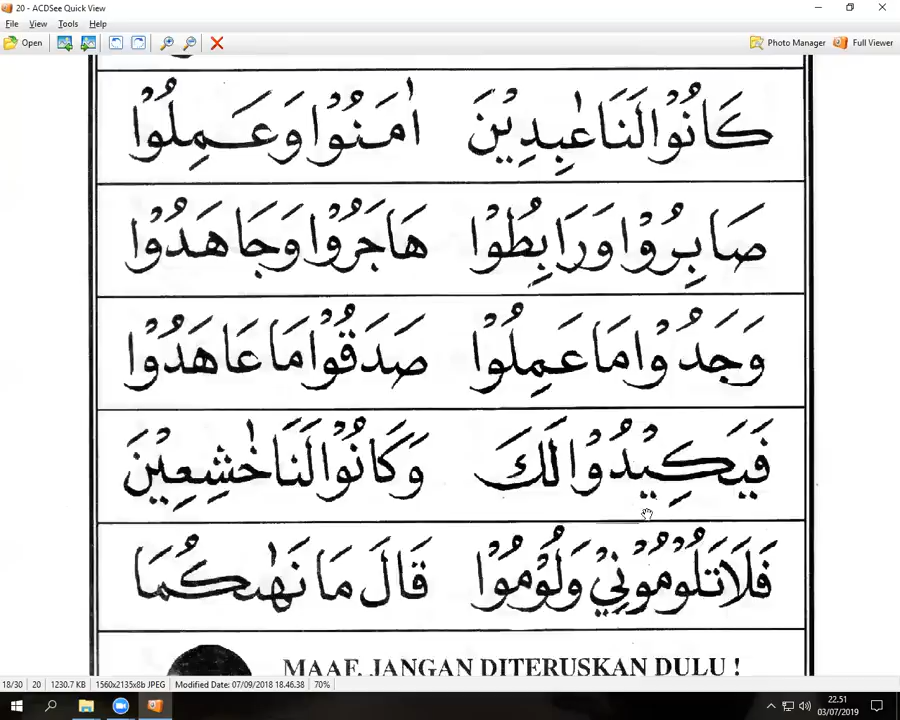 20 - ACDSee Quick View
File View Tools Help
Open Photo Manager Full Viewer
كَانُوْا لَنَا عٰبِدِيْنَ اٰمَنُوْا وَعَمِلُوْا
صَابِرُوْا وَرَابِطُوْا هَاجَرُوْا وَجَاهَدُوْا
وَجَدُوْا مَا عَمِلُوْا صَدَقُوْا مَا عَاهَدُوْا
فَيَكِيْدُوْا لَكَ وَكَانُوْا لَنَا خٰشِعِيْنَ
فَلَا تَلُوْمُوْنِيْ وَلُوْمُوْا قَالَ مَا نَهٰىكُمَا
MAAF, JANGAN DITERUSKAN DULU !
18/30 20 1230.7 KB 1560x2135x8b JPEG Modified Date: 07/09/2018 18.46.38 70%
22.51
03/07/2019